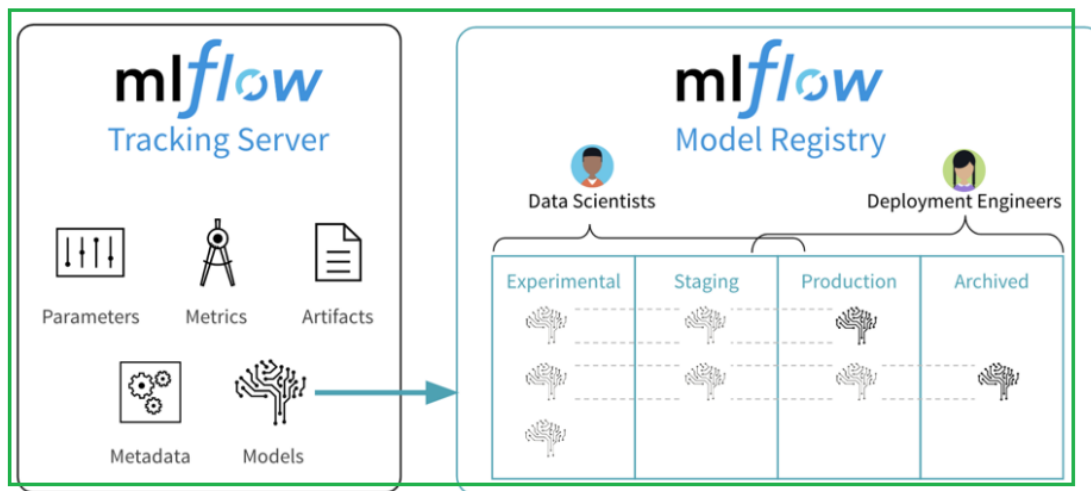 mlflow
Tracking Server
Parameters
Metrics
Artifacts
Metadata
Models
mlflow
Model Registry
Data Scientists
Deployment Engineers
Experimental
Staging
Production
Archived